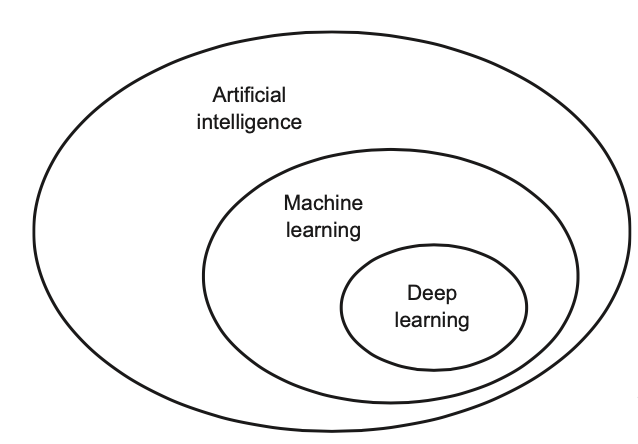 Artificial
intelligence
Machine
learning
Deep
learning